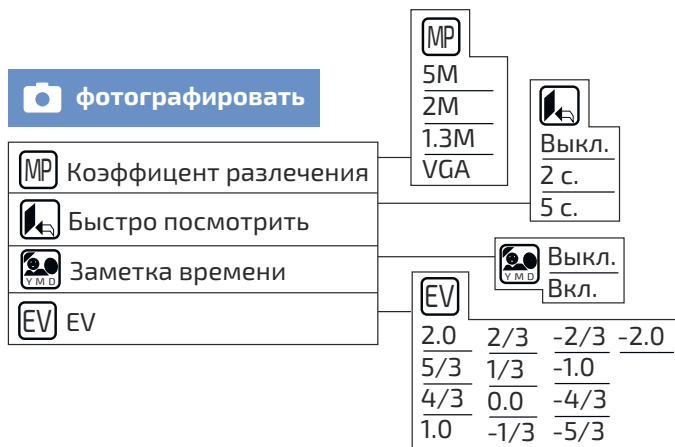 фотографировать
MP Коэффицент разлечения
Быстро посмотрить
YMD Заметка времени
EV EV
MP
5M
2M
1.3M
VGA
Выкл.
2 с.
5 с.
YMD Выкл.
Вкл.
EV
2.0 2/3 -2/3 -2.0
5/3 1/3 -1.0
4/3 0.0 -4/3
1.0 -1/3 -5/3